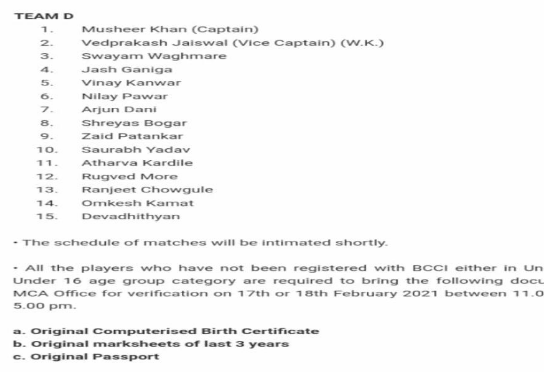 TEAM D
1. Musheer Khan (Captain)
2. Vedprakash Jaiswal (Vice Captain) (W.K.)
3. Swayam Waghmare
4. Jash Ganiga
5. Vinay Kanwar
6. Nilay Pawar
7. Arjun Dani
8. Shreyas Bogar
9. Zaid Patankar
10. Saurabh Yadav
11. Atharva Kardile
12. Rugved More
13. Ranjeet Chowgule
14. Omkesh Kamat
15. Devadhithyan
• The schedule of matches will be intimated shortly.
• All the players who have not been registered with BCCI either in Un
Under 16 age group category are required to bring the following docu
MCA Office for verification on 17th or 18th February 2021 between 11.0
5.00 pm.
a. Original Computerised Birth Certificate
b. Original marksheets of last 3 years
c. Original Passport